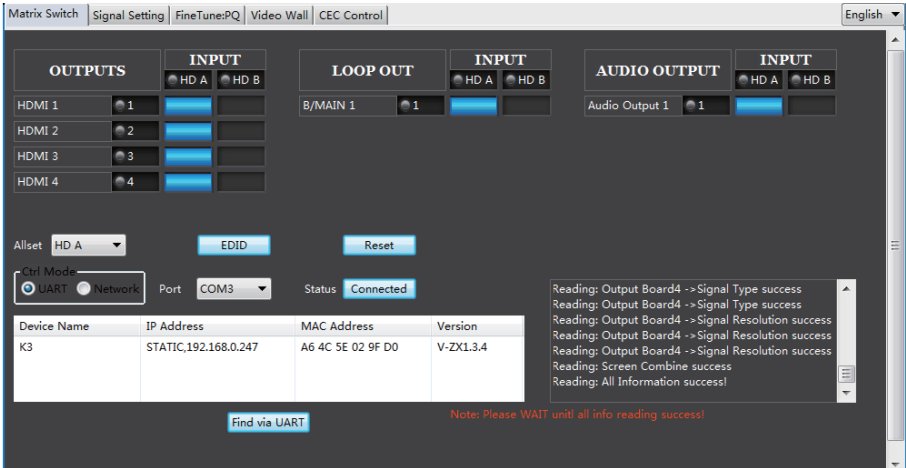 Matrix Switch Signal Setting FineTune:PQ Video Wall CEC Control English
OUTPUTS INPUT LOOP OUT INPUT AUDIO OUTPUT INPUT
HD A HD B HD A HD B HD A HD B
HDMI 1 1 B/MAIN 1 1 Audio Output 1 1
HDMI 2 2
HDMI 3 3
HDMI 4 4
Allset HD A EDID Reset
Ctrl Mode
UART Network Port COM3 Status Connected
Reading: Output Board4 ->Signal Type success
Reading: Output Board4 ->Signal Type success
Reading: Output Board4 ->Signal Resolution success
Reading: Output Board4 ->Signal Resolution success
Reading: Output Board4 ->Signal Resolution success
Reading: Screen Combine success
Reading: All Information success!
Device Name IP Address MAC Address Version
K3 STATIC,192.168.0.247 A6 4C 5E 02 9F D0 V-ZX1.3.4
Note: Please WAIT unitl all info reading success!
Find via UART